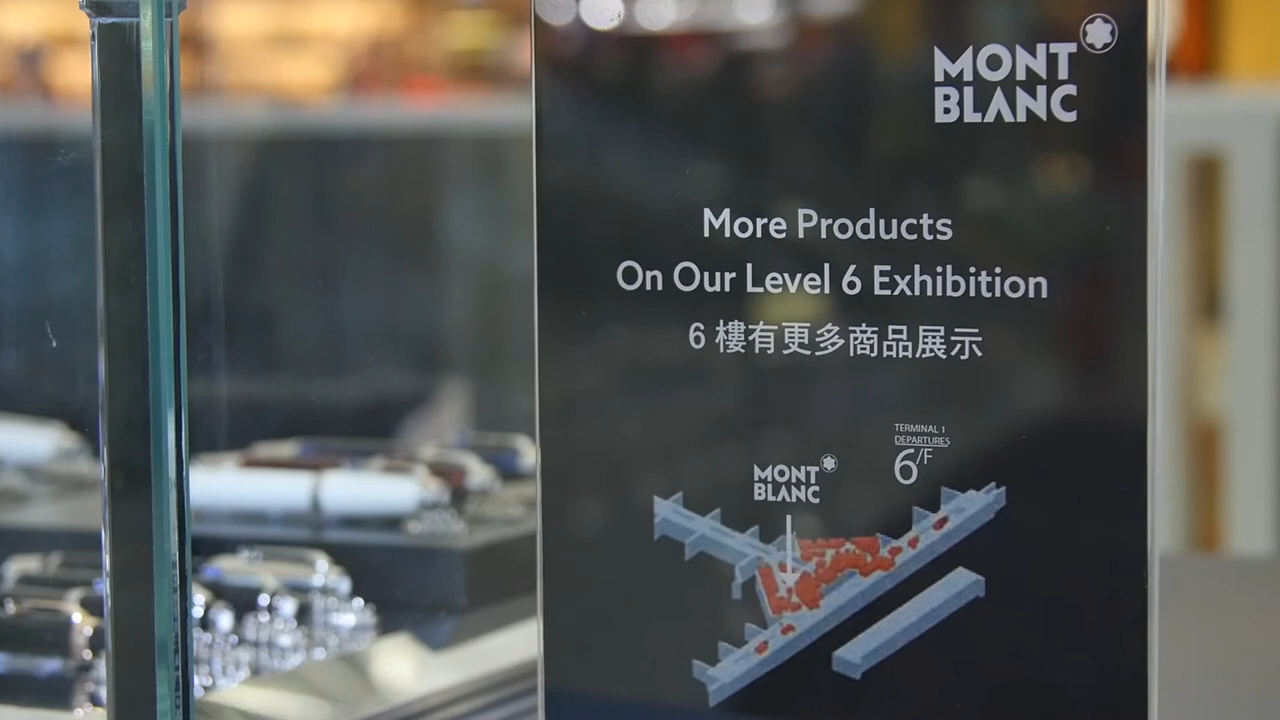 MONT
BLANC
More Products
On Our Level 6 Exhibition
6 樓有更多商品展示
TERMINAL 1
DEPARTURES
6/F
MONT
BLANC